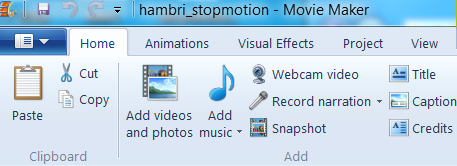 hambri_stopmotion - Movie Maker
Home Animations Visual Effects Project View
Paste
Cut
Copy
Clipboard
Add videos
and photos
Add
music
Webcam video
Record narration
Snapshot
Title
Caption
Credits
Add